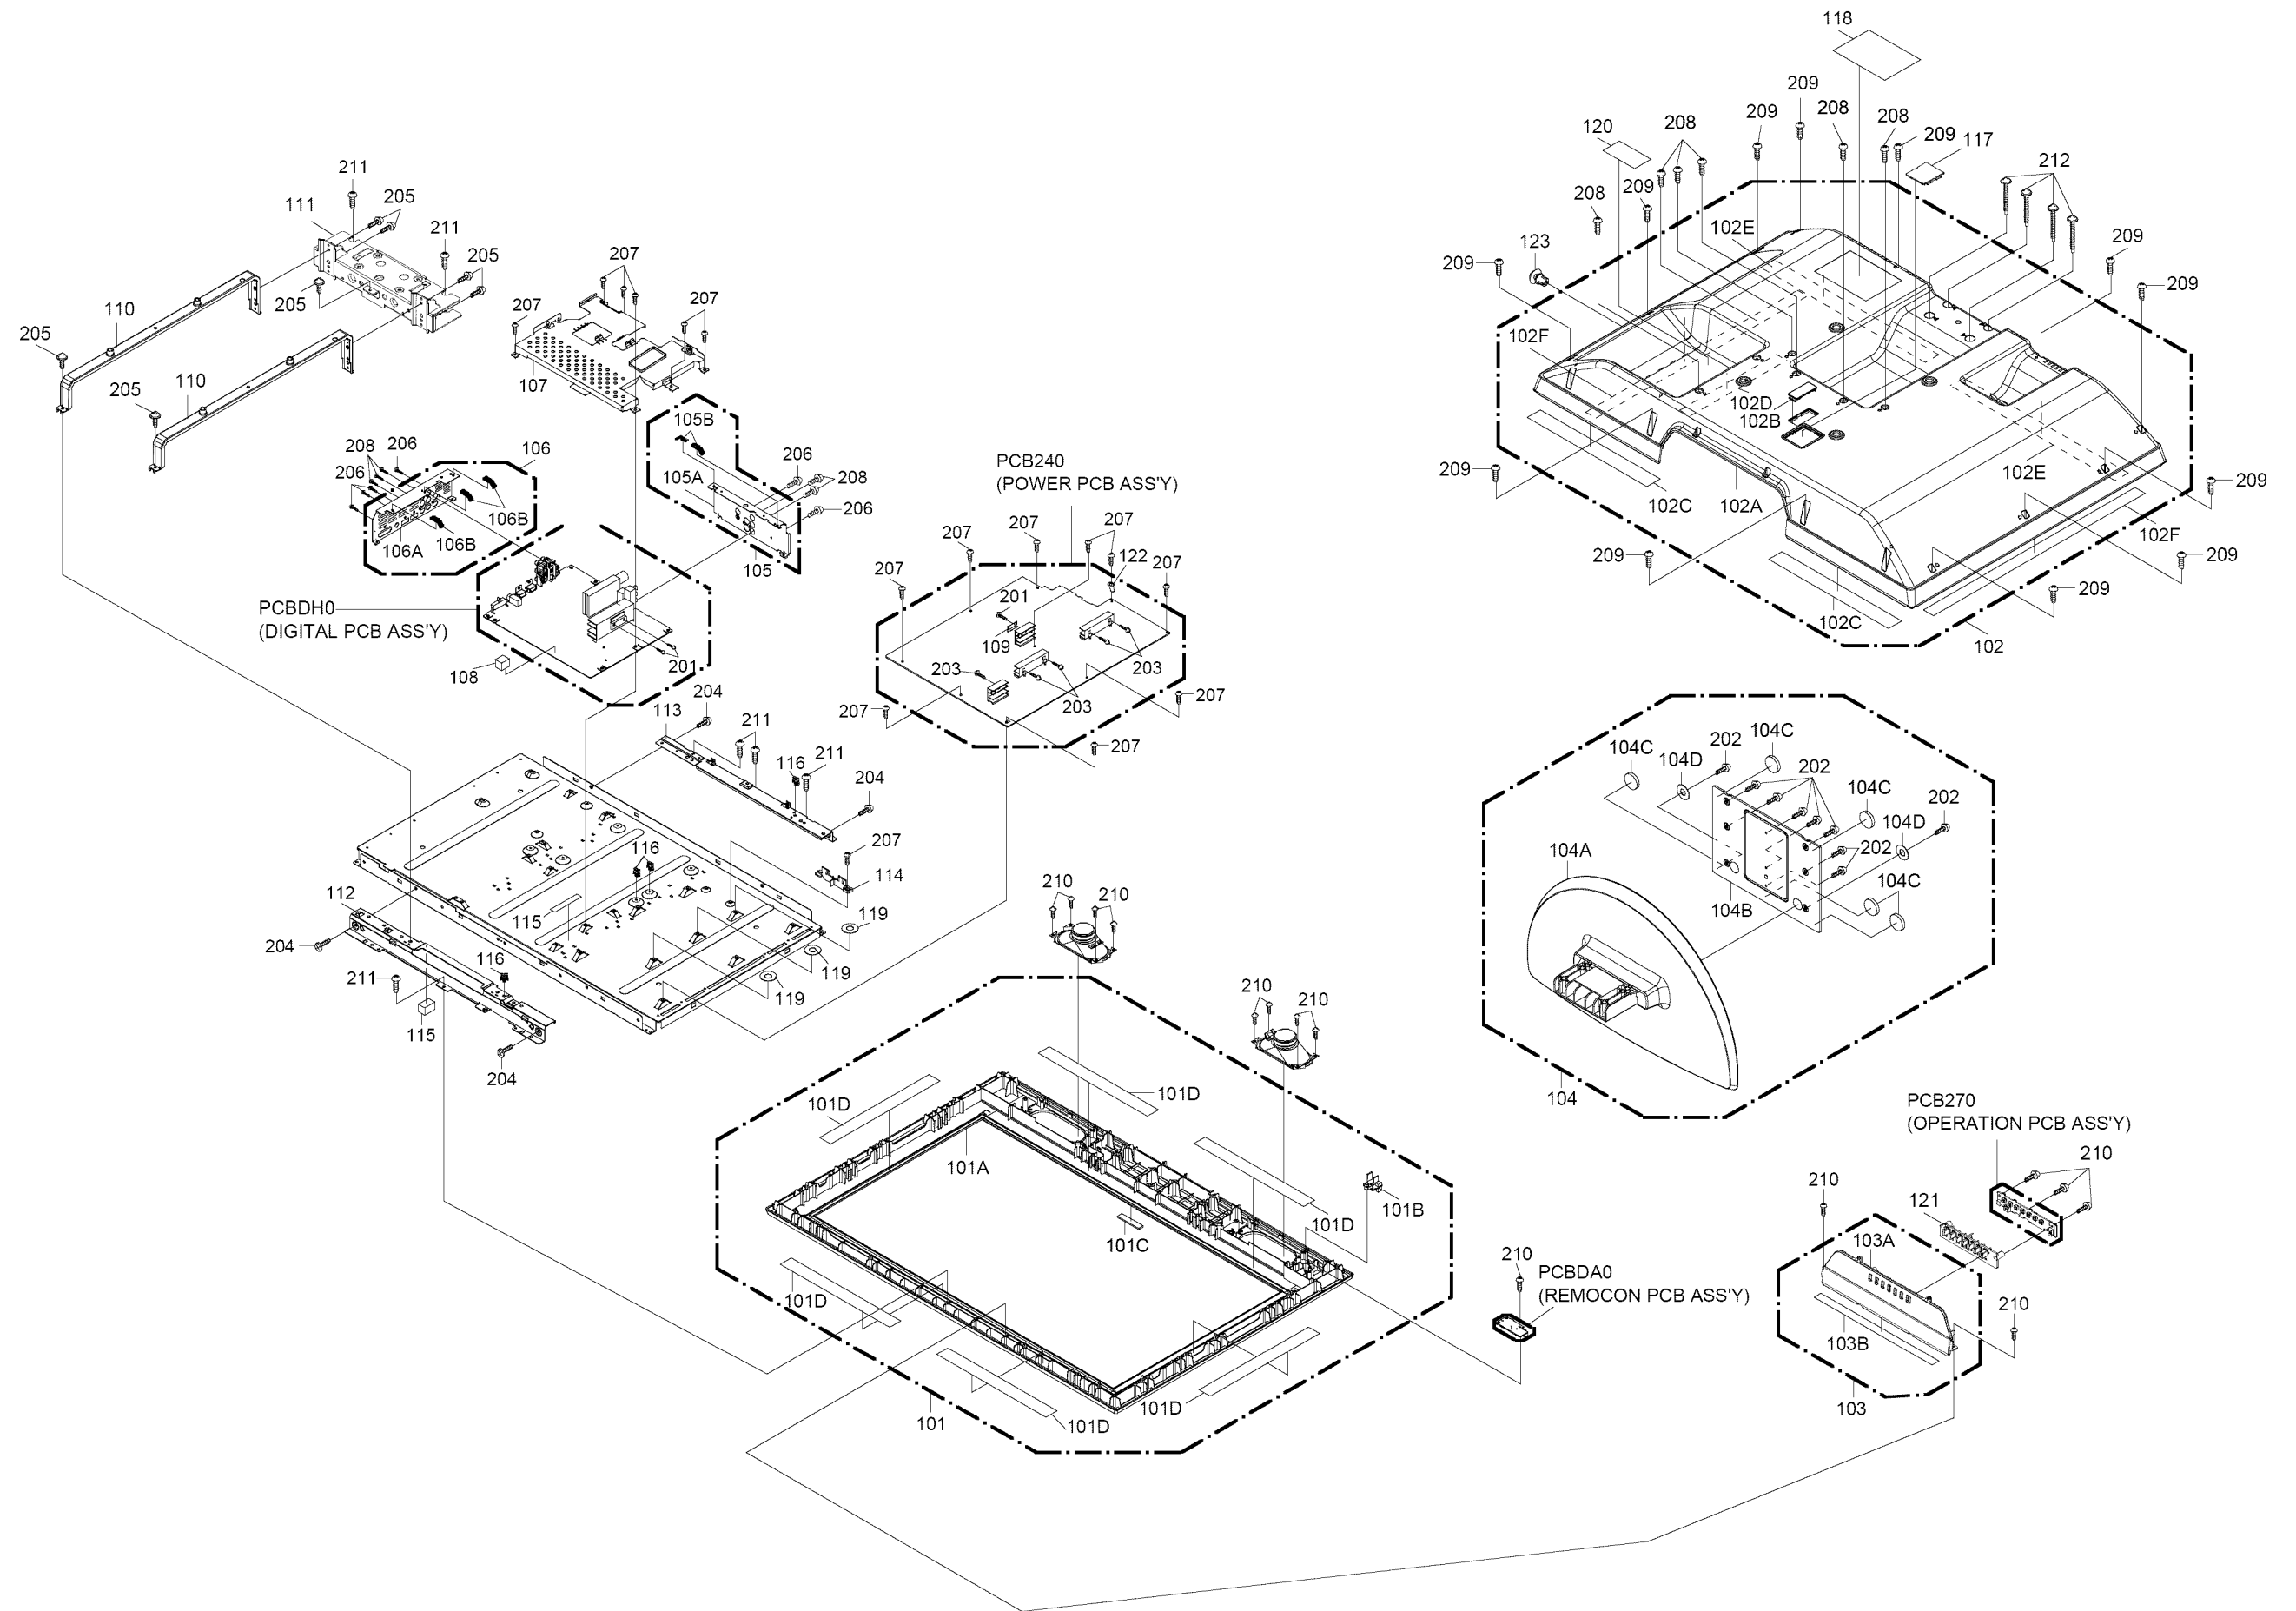 118
209
209
208
208
209
117
120
208
212
208
209
102E
123
209
209
209
102F
102D
102B
102E
209
102C
102A
209
102F
209
209
209
102C
102
211
205
111
211
205
205
110
205
110
205
207
207
207
107
105B
105A
206
208
206
105
208
206
206
106
106B
106B
106A
PCBDH0
(DIGITAL PCB ASS'Y)
108
201
PCB240
(POWER PCB ASS'Y)
207
207
207
122
207
207
201
109
203
203
203
207
207
207
204
113
211
211
116
204
207
114
116
112
115
119
204
116
119
211
119
115
204
210
210
210
210
101D
101D
101A
101D
101B
101C
101D
101D
101D
101
104C
202
104C
104D
202
104C
202
104D
202
104A
104C
104B
104
PCB270
(OPERATION PCB ASS'Y)
210
210
121
103A
210
103B
103
210
PCBDA0
(REMOCON PCB ASS'Y)